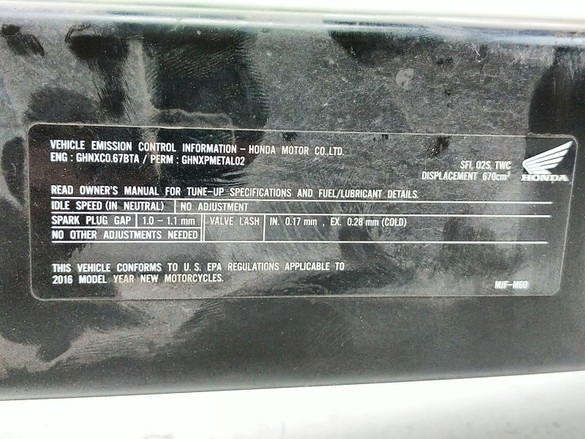 VEHICLE EMISSION CONTROL INFORMATION - HONDA MOTOR CO.,LTD.
ENG : GHNXC0.67BTA / PERM : GHNXPMETAL02
SFI, O2S, TWC
DISPLACEMENT 670cm³
HONDA
READ OWNER'S MANUAL FOR TUNE-UP SPECIFICATIONS AND FUEL/LUBRICANT DETAILS.
IDLE SPEED (IN NEUTRAL) NO ADJUSTMENT
SPARK PLUG GAP 1.0 - 1.1 mm VALVE LASH IN. 0.17 mm , EX. 0.28 mm (COLD)
NO OTHER ADJUSTMENTS NEEDED
THIS VEHICLE CONFORMS TO U.S. EPA REGULATIONS APPLICABLE TO
2016 MODEL YEAR NEW MOTORCYCLES.
MJF-M60